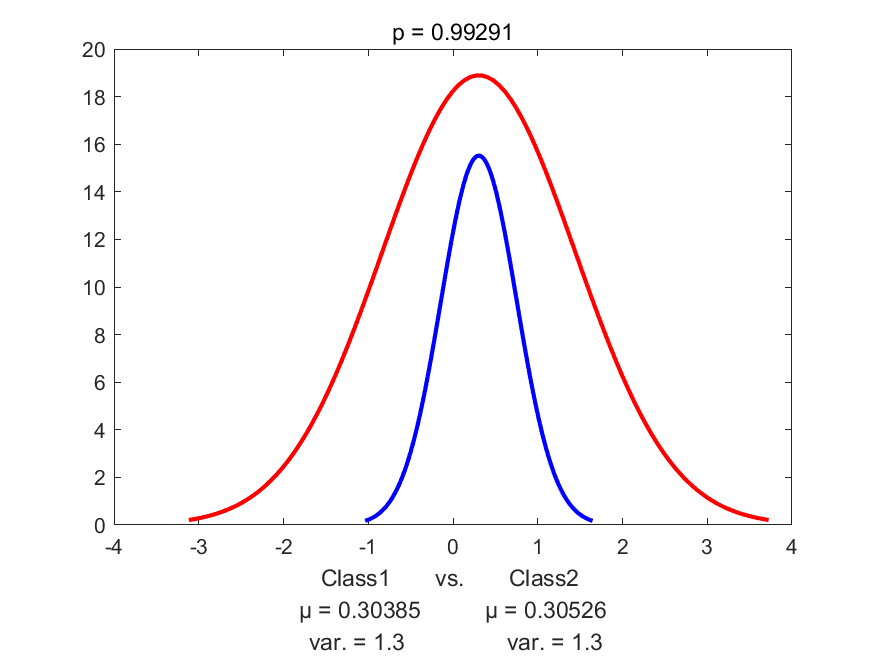 p = 0.99291
20
18
16
14
12
10
8
6
4
2
0
-4 -3 -2 -1 0 1 2 3 4
Class1 vs. Class2
μ = 0.30385 μ = 0.30526
var. = 1.3 var. = 1.3